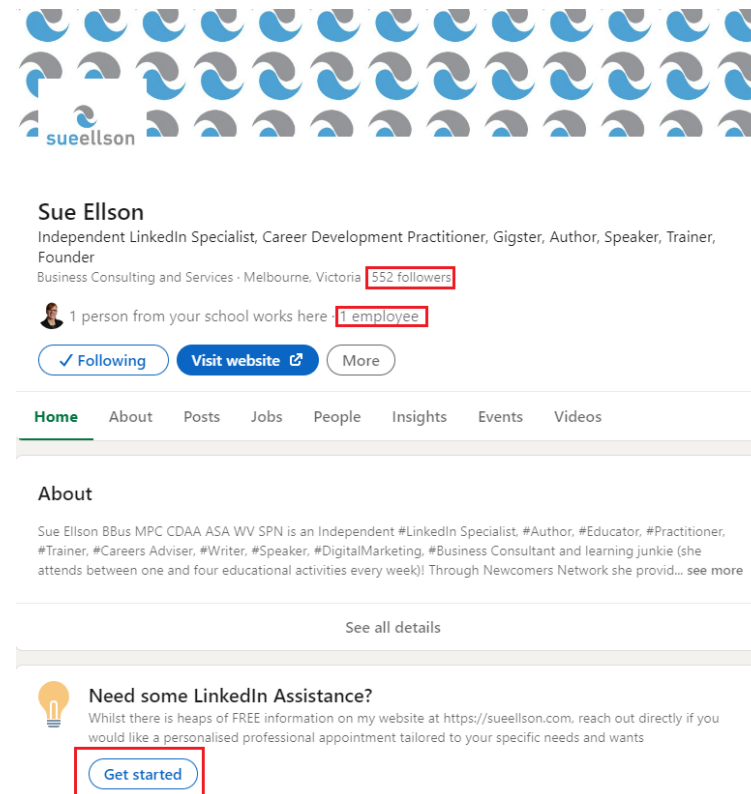 sueellson
Sue Ellson
Independent LinkedIn Specialist, Career Development Practitioner, Gigster, Author, Speaker, Trainer,
Founder
Business Consulting and Services · Melbourne, Victoria 552 followers
1 person from your school works here · 1 employee
✓ Following Visit website More
Home About Posts Jobs People Insights Events Videos
About
Sue Ellson BBus MPC CDAA ASA WV SPN is an Independent #LinkedIn Specialist, #Author, #Educator, #Practitioner,
#Trainer, #Careers Adviser, #Writer, #Speaker, #DigitalMarketing, #Business Consultant and learning junkie (she
attends between one and four educational activities every week)! Through Newcomers Network she provid... see more
See all details
Need some LinkedIn Assistance?
Whilst there is heaps of FREE information on my website at https://sueellson.com, reach out directly if you
would like a personalised professional appointment tailored to your specific needs and wants
Get started